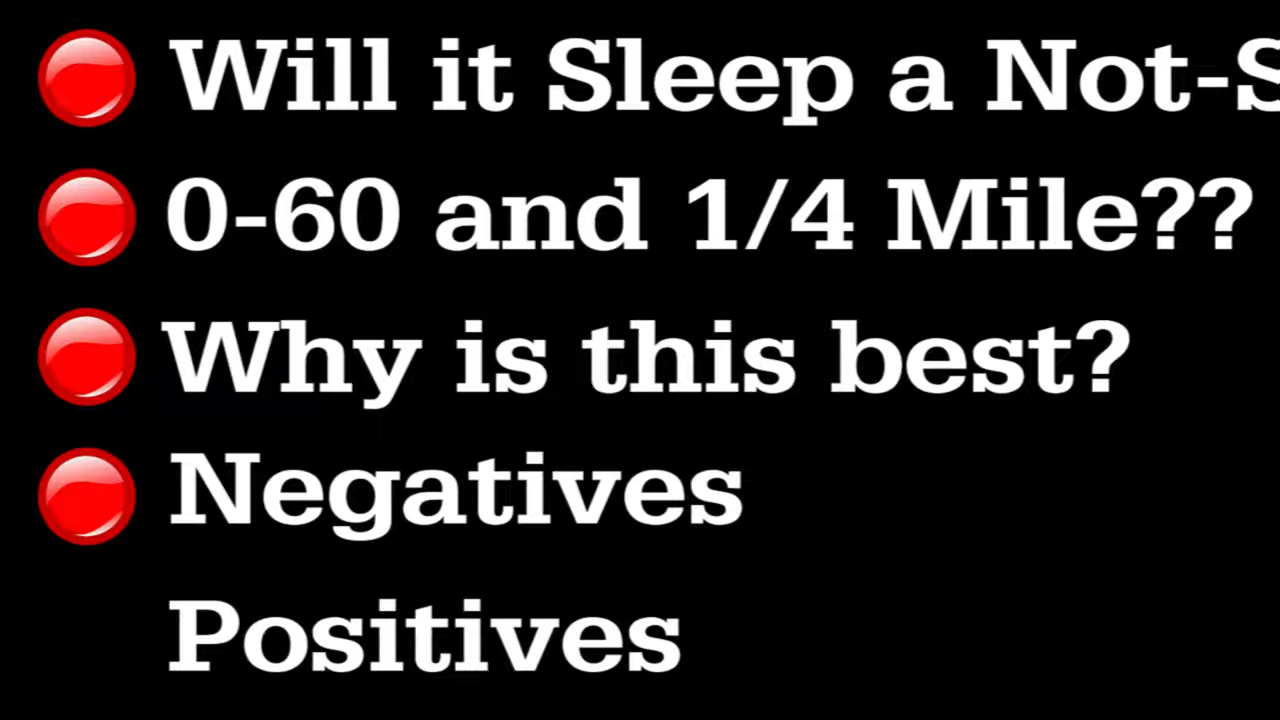 Will it Sleep a Not-S
0-60 and 1/4 Mile??
Why is this best?
Negatives
Positives